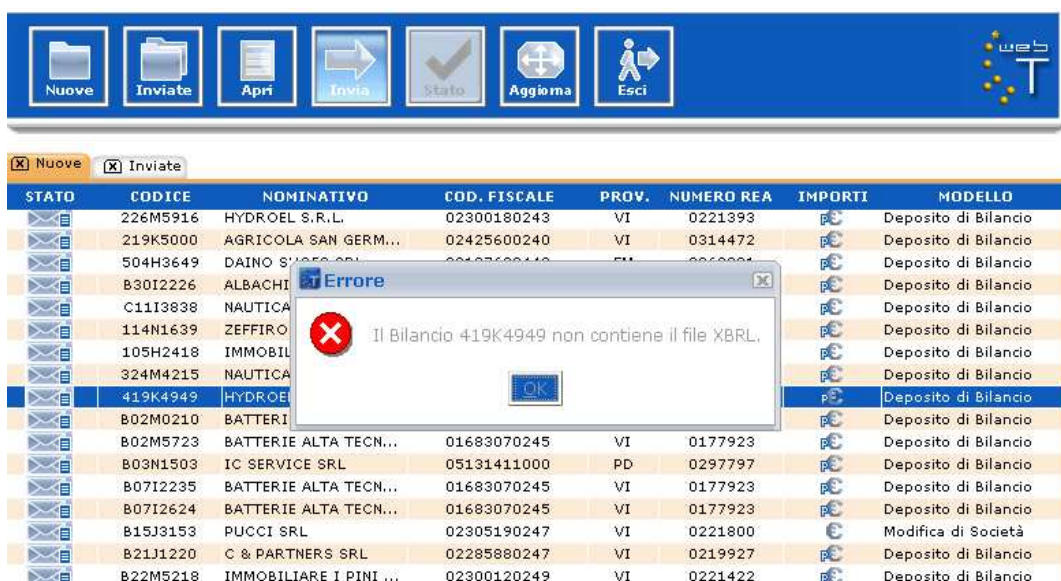 web
T
Nuove Inviate Apri Invia Stato Aggiorna Esci
Nuove Inviate
STATO CODICE NOMINATIVO COD. FISCALE PROV. NUMERO REA IMPORTI MODELLO
226M5916 HYDROEL S.R.L. 02300180243 VI 0221393 Deposito di Bilancio
219K5000 AGRICOLA SAN GERM... 02425600240 VI 0314472 Deposito di Bilancio
504H3649 DAINO Deposito di Bilancio
B30I2226 ALBACHI Deposito di Bilancio
C11I3838 NAUTICA Deposito di Bilancio
114N1639 ZEFFIRO Deposito di Bilancio
105H2418 IMMOBIL Deposito di Bilancio
324M4215 NAUTICA Deposito di Bilancio
419K4949 HYDROE Deposito di Bilancio
B02M0210 BATTERI Deposito di Bilancio
Errore
Il Bilancio 419K4949 non contiene il file XBRL.
OK
B02M5723 BATTERIE ALTA TECN... 01683070245 VI 0177923 Deposito di Bilancio
B03N1503 IC SERVICE SRL 05131411000 PD 0297797 Deposito di Bilancio
B07I2235 BATTERIE ALTA TECN... 01683070245 VI 0177923 Deposito di Bilancio
B07I2624 BATTERIE ALTA TECN... 01683070245 VI 0177923 Deposito di Bilancio
B15J3153 PUCCI SRL 02305190247 VI 0221800 Modifica di Società
B21J1220 C & PARTNERS SRL 02285880247 VI 0219927 Deposito di Bilancio
B22M5218 IMMOBILIARE I PINI ... 02300120249 VI 0221422 Deposito di Bilancio